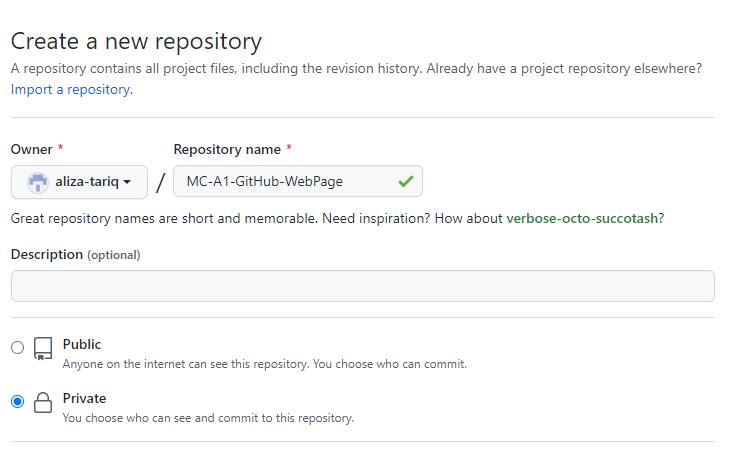 Create a new repository
A repository contains all project files, including the revision history. Already have a project repository elsewhere?
Import a repository.
Owner * Repository name *
aliza-tariq / MC-A1-GitHub-WebPage
Great repository names are short and memorable. Need inspiration? How about verbose-octo-succotash?
Description (optional)
Public
Anyone on the internet can see this repository. You choose who can commit.
Private
You choose who can see and commit to this repository.